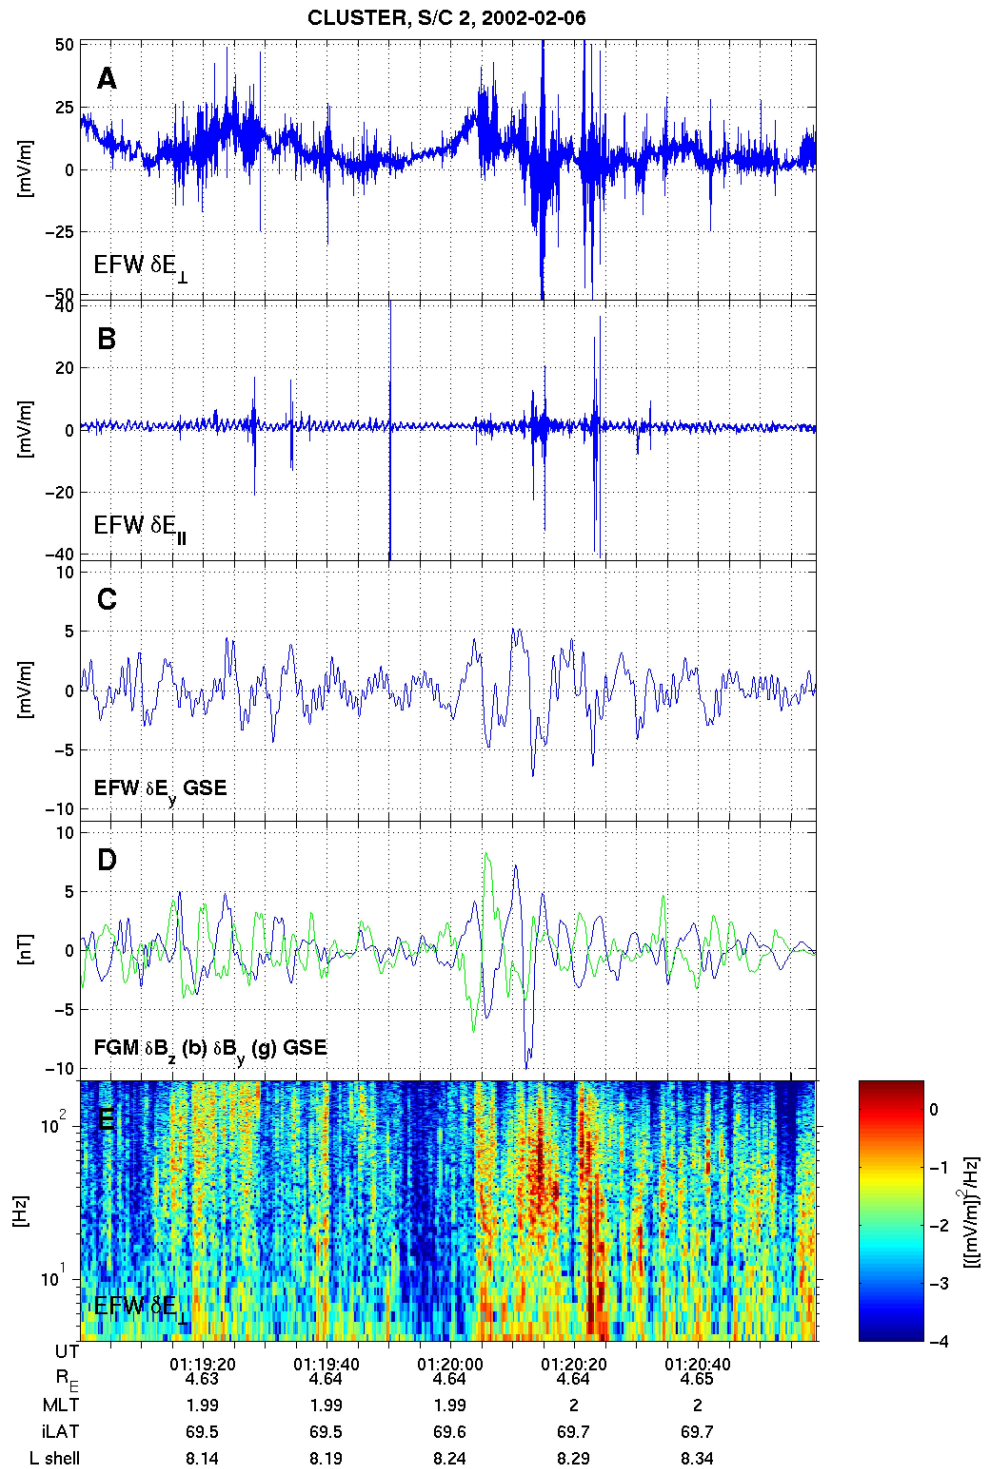 CLUSTER, S/C 2, 2002-02-06
A
50
25
0
−25
−50
[mV/m]
EFW δE⊥
B
40
20
0
−20
−40
[mV/m]
EFW δE||
C
10
5
0
−5
−10
[mV/m]
EFW δEy GSE
D
10
5
0
−5
−10
[nT]
FGM δBz (b) δBy (g) GSE
E
10²
10¹
[Hz]
EFW δE⊥
0
−1
−2
−3
−4
[([mV/m])²/Hz]
UT 01:19:20 01:19:40 01:20:00 01:20:20 01:20:40
RE 4.63 4.64 4.64 4.64 4.65
MLT 1.99 1.99 1.99 2 2
iLAT 69.5 69.5 69.6 69.7 69.7
L shell 8.14 8.19 8.24 8.29 8.34